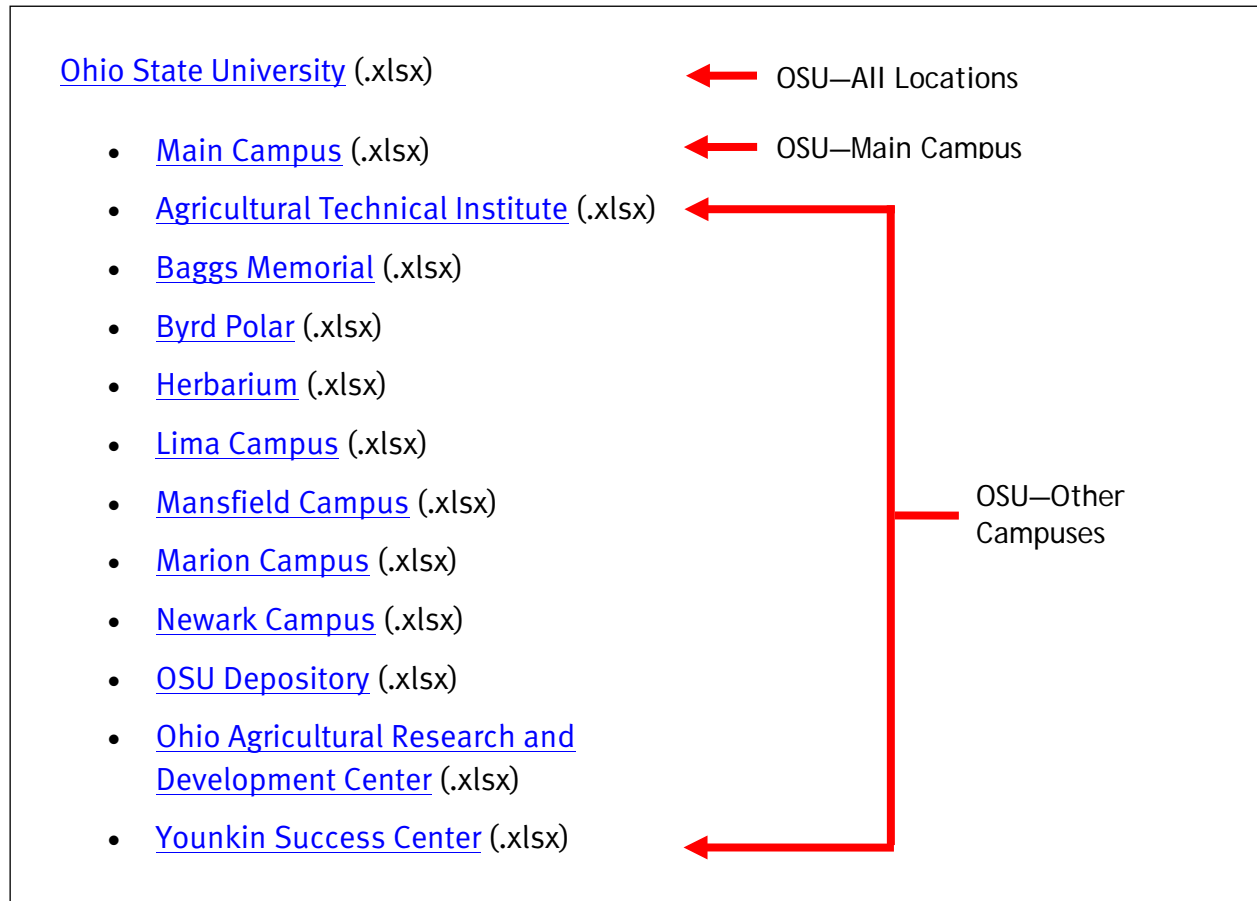 Ohio State University (.xlsx)
OSU—All Locations
• Main Campus (.xlsx)
OSU—Main Campus
• Agricultural Technical Institute (.xlsx)
• Baggs Memorial (.xlsx)
• Byrd Polar (.xlsx)
• Herbarium (.xlsx)
• Lima Campus (.xlsx)
• Mansfield Campus (.xlsx)
• Marion Campus (.xlsx)
• Newark Campus (.xlsx)
• OSU Depository (.xlsx)
• Ohio Agricultural Research and
Development Center (.xlsx)
• Younkin Success Center (.xlsx)
OSU—Other
Campuses